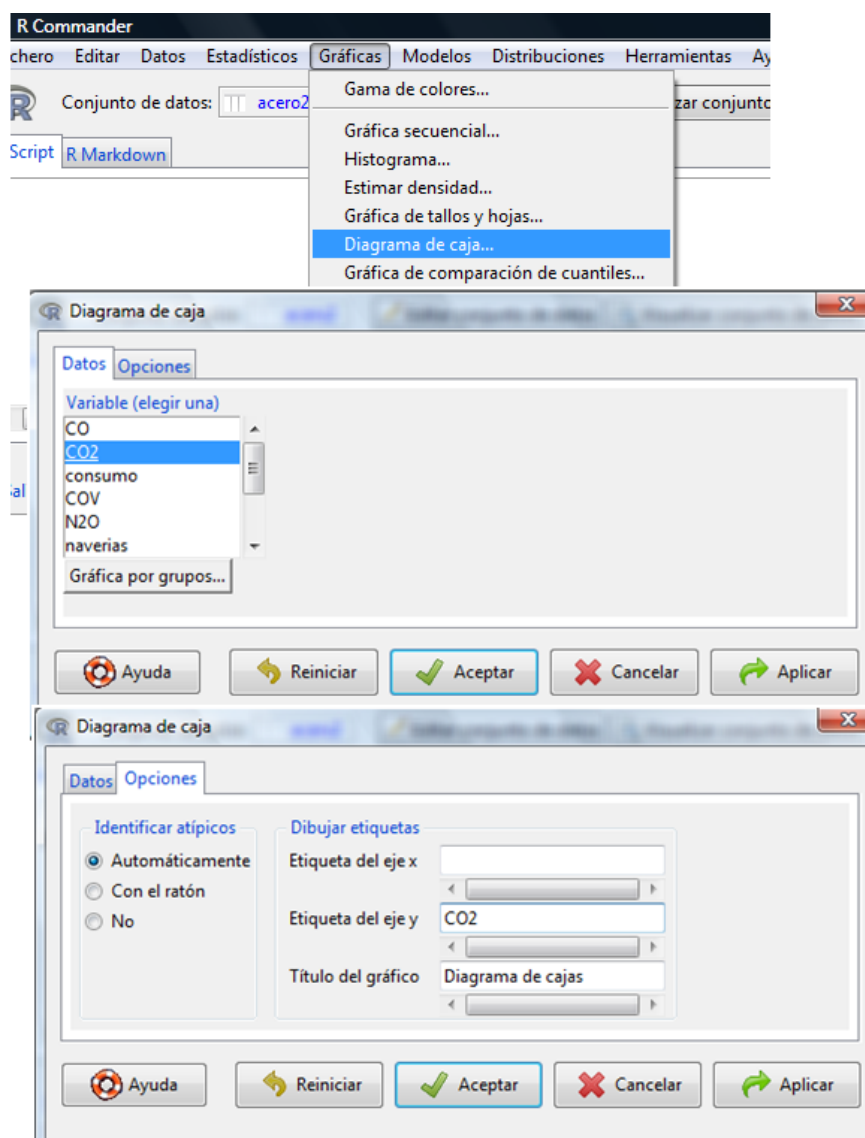 R Commander
chero Editar Datos Estadísticos Gráficas Modelos Distribuciones Herramientas Ay
Conjunto de datos: acero2 zar conjunto
Script R Markdown
Gama de colores...
Gráfica secuencial...
Histograma...
Estimar densidad...
Gráfica de tallos y hojas...
Diagrama de caja...
Gráfica de comparación de cuantiles...
Diagrama de caja
Datos Opciones
Variable (elegir una)
CO
CO2
consumo
COV
N2O
naverias
Gráfica por grupos...
Ayuda Reiniciar Aceptar Cancelar Aplicar
Diagrama de caja
Datos Opciones
Identificar atípicos Dibujar etiquetas
Automáticamente Etiqueta del eje x
Con el ratón
No Etiqueta del eje y CO2
Título del gráfico Diagrama de cajas
Ayuda Reiniciar Aceptar Cancelar Aplicar